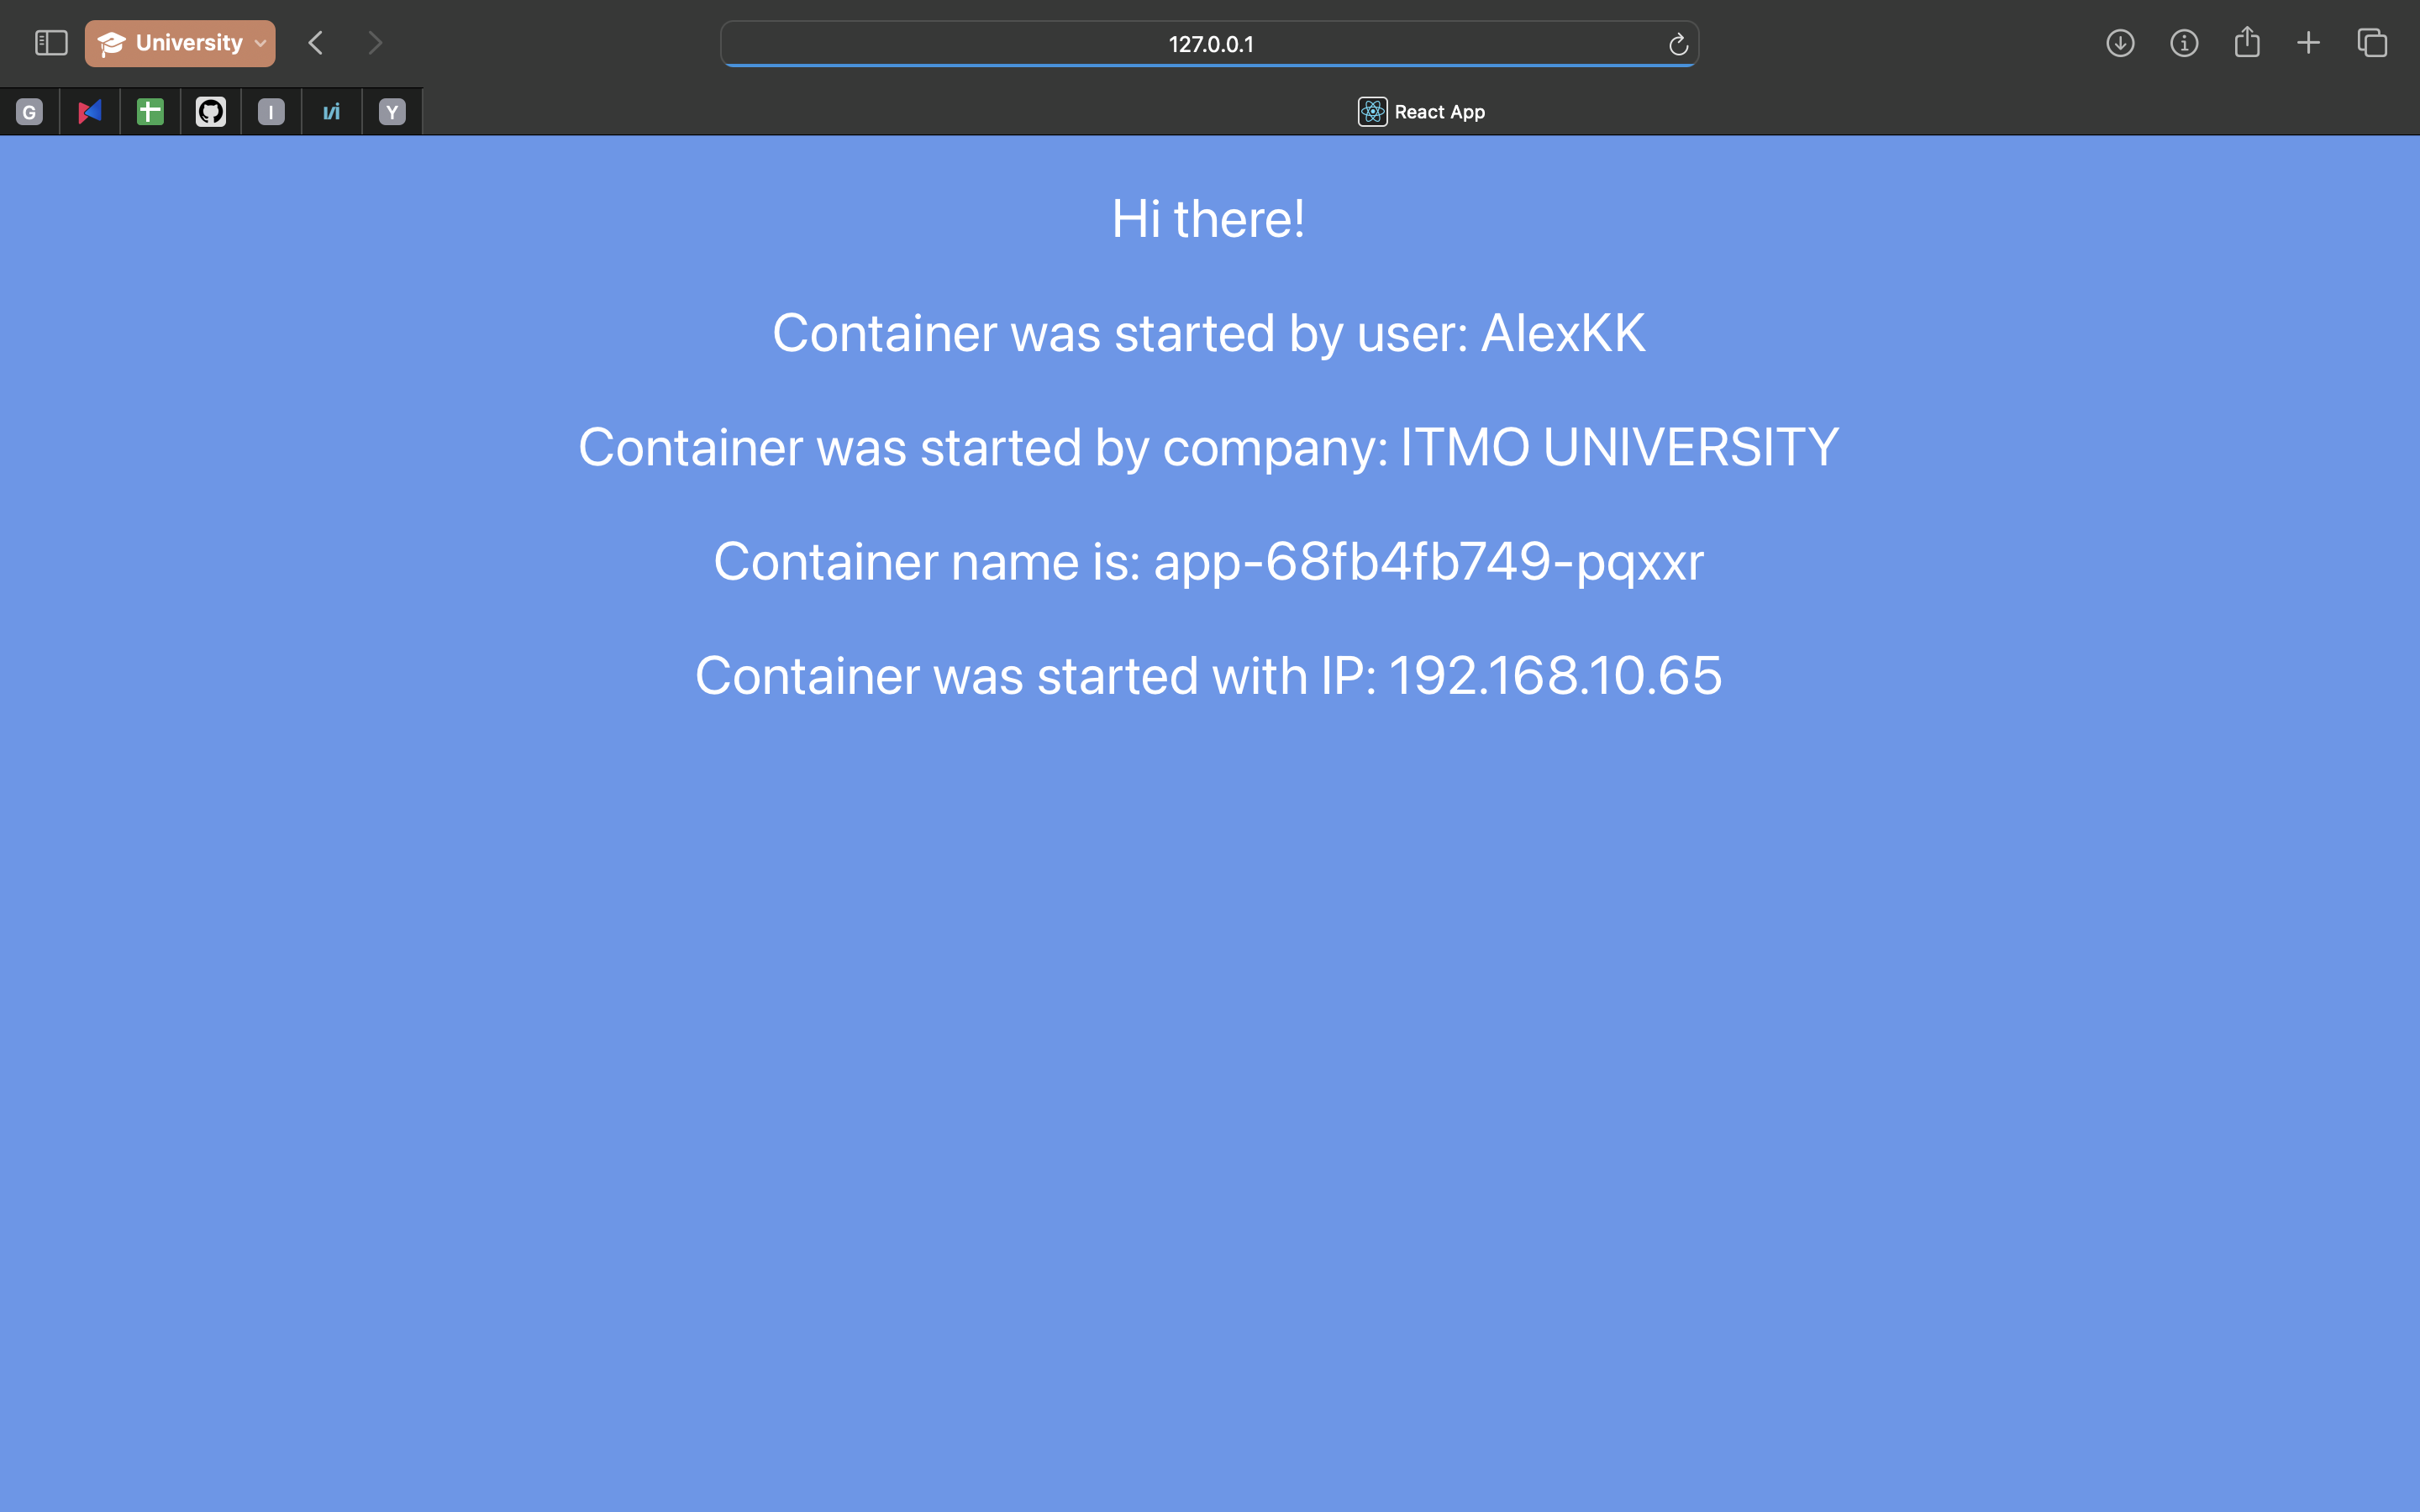 University
127.0.0.1
G
I
Y
React App
Hi there!
Container was started by user: AlexKK
Container was started by company: ITMO UNIVERSITY
Container name is: app-68fb4fb749-pqxxr
Container was started with IP: 192.168.10.65